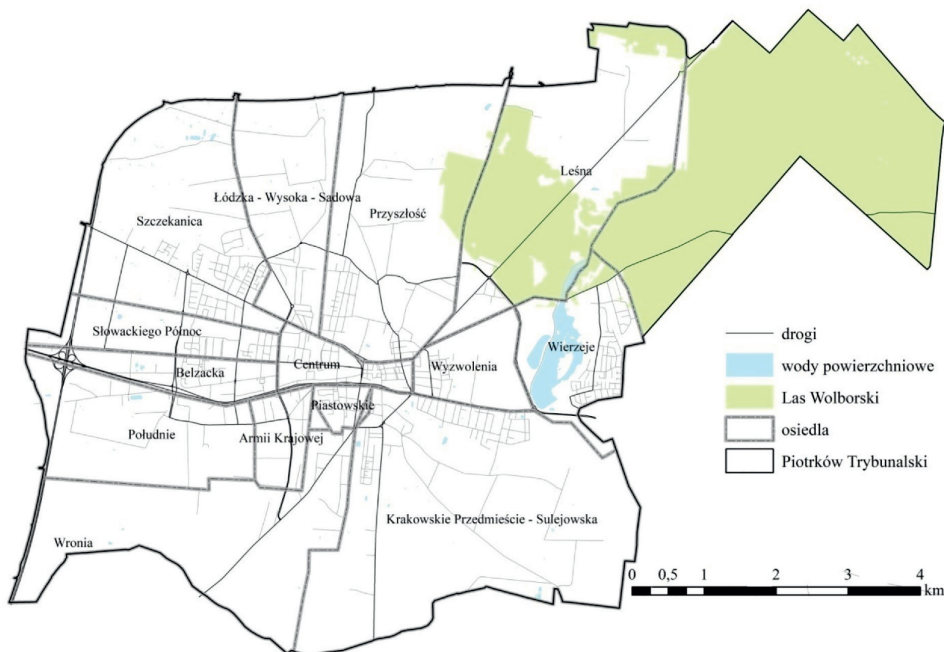 Leśna
Łódzka - Wysoka - Sadowa
Przyszłość
Szczekanica
Słowackiego Północ
Belzacka
Centrum
Wyzwolenia
Wierzeje
Piastowskie
Południe
Armii Krajowej
Krakowskie Przedmieście - Sulejowska
Wronia
drogi
wody powierzchniowe
Las Wolborski
osiedla
Piotrków Trybunalski
0 0,5 1 2 3 4
km